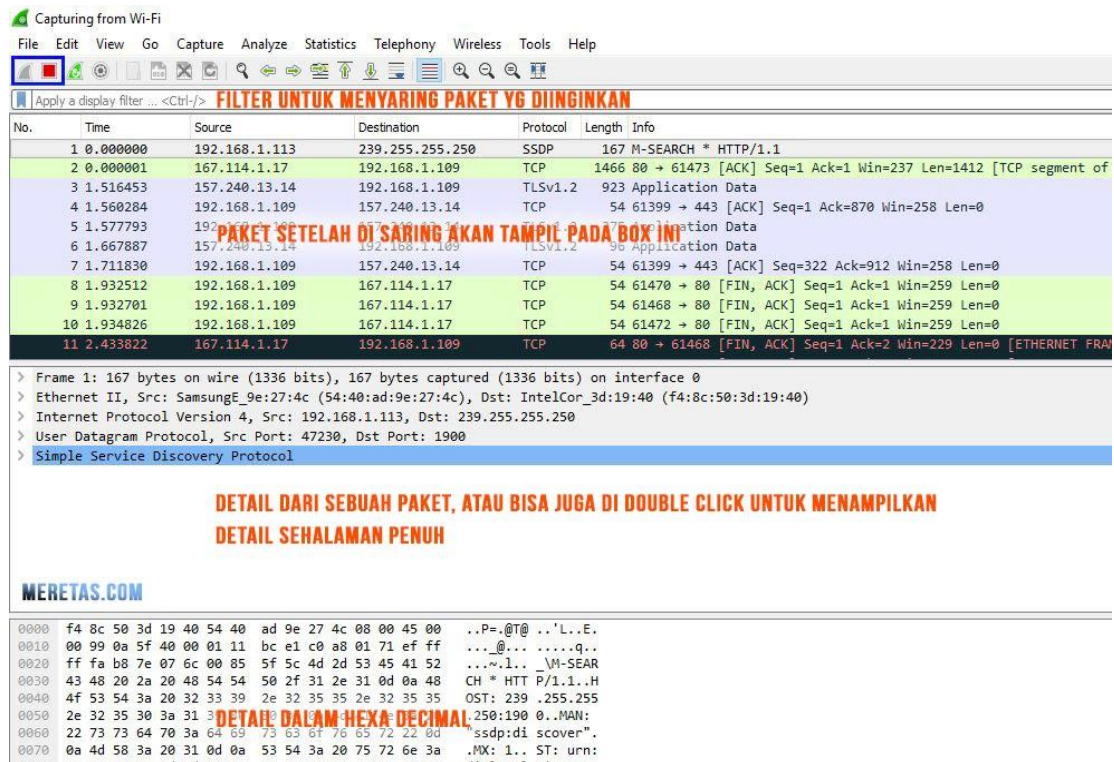 Capturing from Wi-Fi
File Edit View Go Capture Analyze Statistics Telephony Wireless Tools Help
Apply a display filter ... <Ctrl-/> FILTER UNTUK MENYARING PAKET YG DIINGINKAN
No. Time Source Destination Protocol Length Info
1 0.000000 192.168.1.113 239.255.255.250 SSDP 167 M-SEARCH * HTTP/1.1
2 0.000001 167.114.1.17 192.168.1.109 TCP 1466 80 → 61473 [ACK] Seq=1 Ack=1 Win=237 Len=1412 [TCP segment of
3 1.516453 157.240.13.14 192.168.1.109 TLSv1.2 923 Application Data
4 1.560284 192.168.1.109 157.240.13.14 TCP 54 61399 → 443 [ACK] Seq=1 Ack=870 Win=258 Len=0
5 1.577793
PAKET SETELAH DI SARING AKAN TAMPIL PADA BOX INI
6 1.667887 157.240.13.14 192.168.1.109 TLSv1.2 96 Application Data
7 1.711830 192.168.1.109 157.240.13.14 TCP 54 61399 → 443 [ACK] Seq=322 Ack=912 Win=258 Len=0
8 1.932512 192.168.1.109 167.114.1.17 TCP 54 61470 → 80 [FIN, ACK] Seq=1 Ack=1 Win=259 Len=0
9 1.932701 192.168.1.109 167.114.1.17 TCP 54 61468 → 80 [FIN, ACK] Seq=1 Ack=1 Win=259 Len=0
10 1.934826 192.168.1.109 167.114.1.17 TCP 54 61472 → 80 [FIN, ACK] Seq=1 Ack=1 Win=259 Len=0
11 2.433822 167.114.1.17 192.168.1.109 TCP 64 80 → 61468 [FIN, ACK] Seq=1 Ack=2 Win=229 Len=0 [ETHERNET FRAM
Frame 1: 167 bytes on wire (1336 bits), 167 bytes captured (1336 bits) on interface 0
Ethernet II, Src: SamsungE_9e:27:4c (54:40:ad:9e:27:4c), Dst: IntelCor_3d:19:40 (f4:8c:50:3d:19:40)
Internet Protocol Version 4, Src: 192.168.1.113, Dst: 239.255.255.250
User Datagram Protocol, Src Port: 47230, Dst Port: 1900
Simple Service Discovery Protocol
DETAIL DARI SEBUAH PAKET, ATAU BISA JUGA DI DOUBLE CLICK UNTUK MENAMPILKAN
DETAIL SEHALAMAN PENUH
MERETAS.COM
0000 f4 8c 50 3d 19 40 54 40 ad 9e 27 4c 08 00 45 00 ..P=.@T@ ..'L..E.
0010 00 99 0a 5f 40 00 01 11 bc e1 c0 a8 01 71 ef ff ..._@... .....q..
0020 ff fa b8 7e 07 6c 00 85 5f 5c 4d 2d 53 45 41 52 ...~.l.. _\M-SEAR
0030 43 48 20 2a 20 48 54 54 50 2f 31 2e 31 0d 0a 48 CH * HTT P/1.1..H
0040 4f 53 54 3a 20 32 33 39 2e 32 35 35 2e 32 35 35 OST: 239 .255.255
0050 2e 32 35 30 3a 31 .250:190 0..MAN:
DETAIL DALAM HEXA DECIMAL
0060 22 73 73 64 70 3a 64 69 73 63 6f 76 65 72 22 0d "ssdp:di scover".
0070 0a 4d 58 3a 20 31 0d 0a 53 54 3a 20 75 72 6e 3a .MX: 1.. ST: urn: